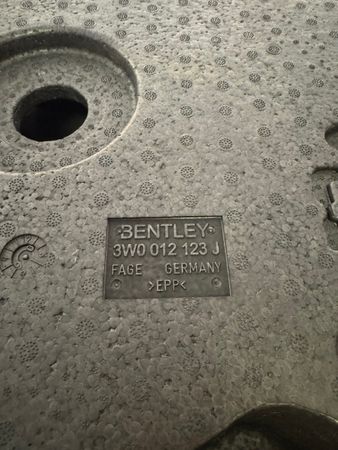 BENTLEY
3W0 012 123 J
FAGE GERMANY
>EPP<